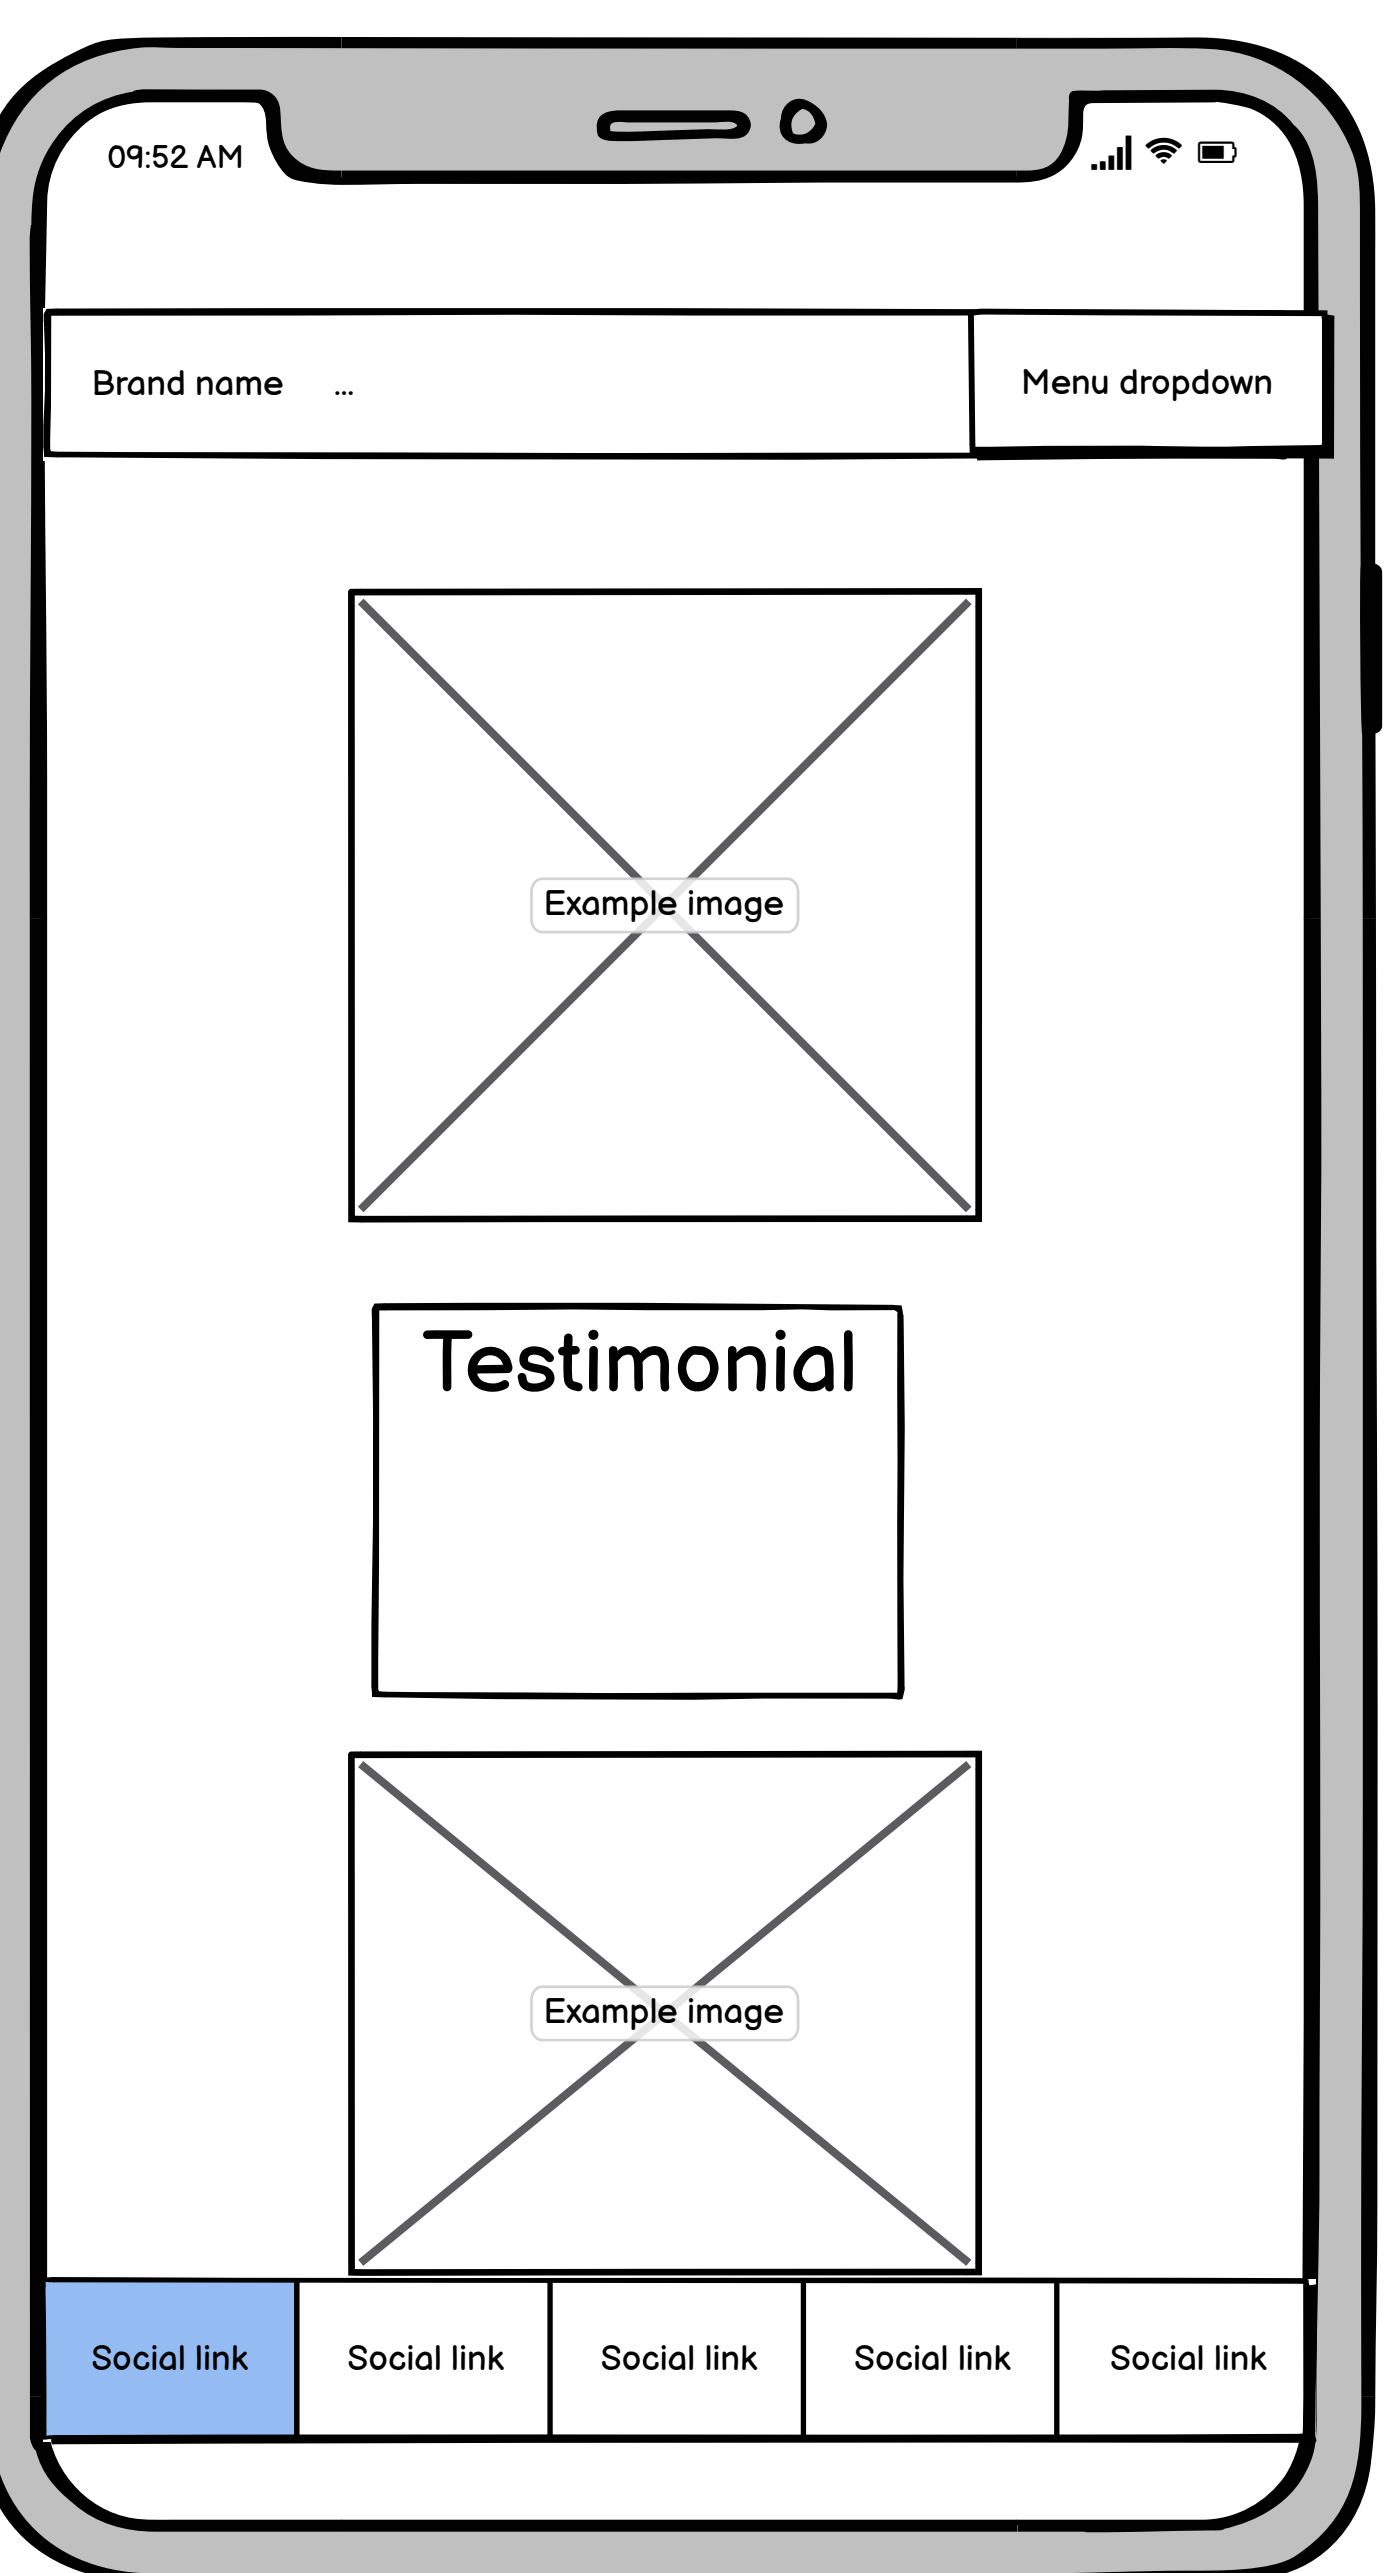 09:52 AM
Brand name ... Menu dropdown
Example image
Testimonial
Example image
Social link Social link Social link Social link Social link